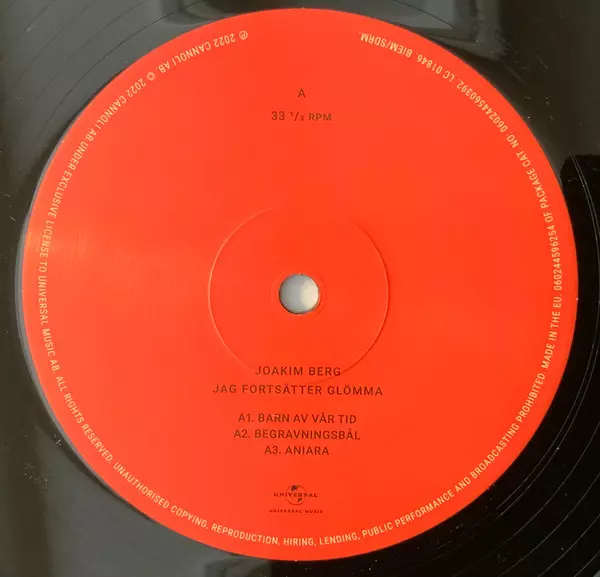 A
33 ¹/₃ RPM
JOAKIM BERG
JAG FORTSÄTTER GLÖMMA
A1. BARN AV VÅR TID
A2. BEGRAVNINGSBÅL
A3. ANIARA
UNIVERSAL
UNIVERSAL MUSIC
℗ 2022 CANNOLI AB © 2022 CANNOLI AB UNDER EXCLUSIVE LICENSE TO UNIVERSAL MUSIC AB. ALL RIGHTS RESERVED. UNAUTHORISED COPYING, REPRODUCTION, HIRING, LENDING, PUBLIC PERFORMANCE AND BROADCASTING PROHIBITED. MADE IN THE EU. 060244596254 OF PACKAGE CAT NO. 060244560392. LC 01846 BIEM/SDRM.